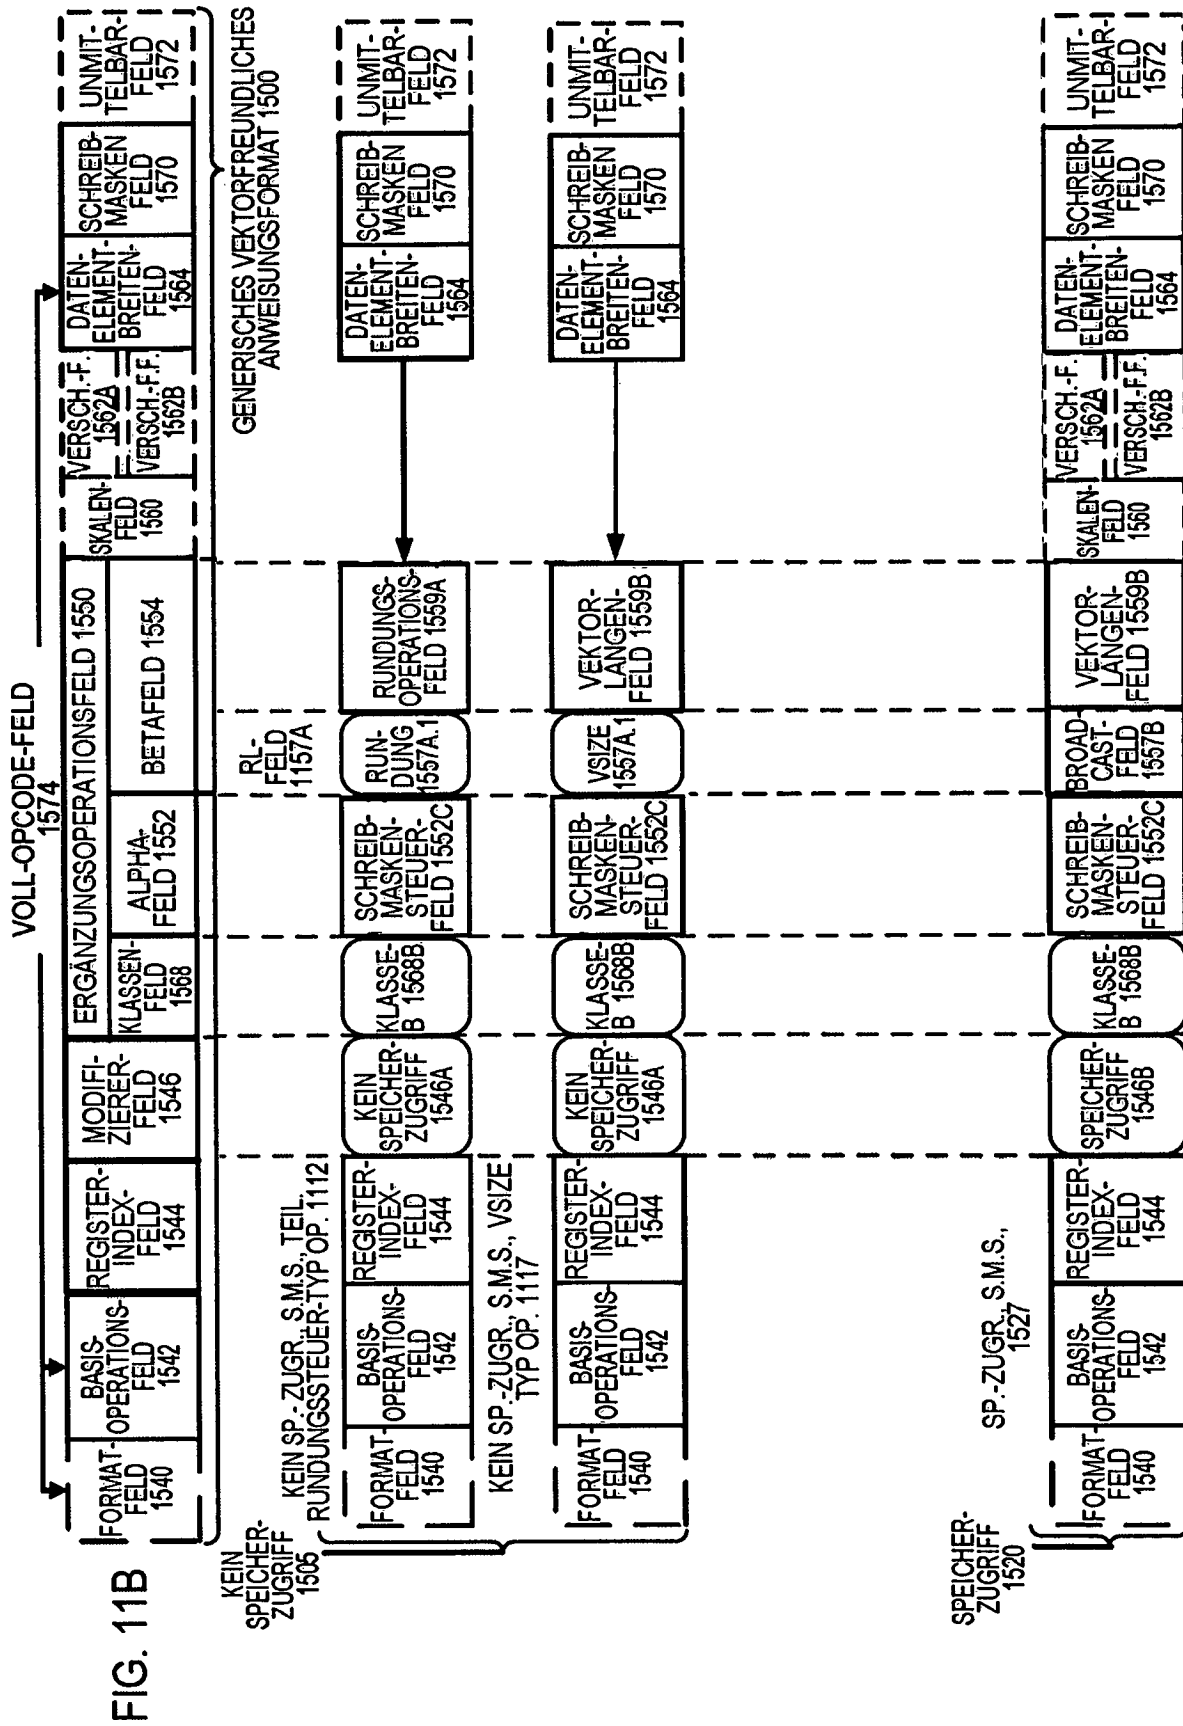 FIG. 11B
VOLL-OPCODE-FELD
1574
FORMAT-
FELD
1540
BASIS-
OPERATIONS-
FELD
1542
REGISTER-
INDEX-
FELD
1544
MODIFI-
ZIERER-
FELD
1546
ERGÄNZUNGSOPERATIONSFELD 1550
KLASSEN-
FELD
1568
ALPHA-
FELD 1552
BETAFELD 1554
SKALEN-
FELD
1560
VERSCH.-F.
1562A
VERSCH.-F.F.
1562B
DATEN-
ELEMENT-
BREITEN-
FELD
1564
SCHREIB-
MASKEN
FELD
1570
UNMIT-
TELBAR-
FELD
1572
GENERISCHES VEKTORFREUNDLICHES
ANWEISUNGSFORMAT 1500
KEIN
SPEICHER-
ZUGRIFF
1505
KEIN SP.-ZUGR., S.M.S., TEIL.
RUNDUNGSSTEUER-TYP OP. 1112
RL-
FELD
1157A
FORMAT-
FELD
1540
BASIS-
OPERATIONS-
FELD
1542
REGISTER-
INDEX-
FELD
1544
KEIN
SPEICHER-
ZUGRIFF
1546A
KLASSE-
B 1568B
SCHREIB-
MASKEN-
STEUER-
FELD 1552C
RUN-
DUNG
1557A.1
RUNDUNGS-
OPERATIONS-
FELD 1559A
DATEN-
ELEMENT-
BREITEN-
FELD
1564
SCHREIB-
MASKEN
FELD
1570
UNMIT-
TELBAR-
FELD
1572
KEIN SP.-ZUGR., S.M.S., VSIZE
TYP OP. 1117
FORMAT-
FELD
1540
BASIS-
OPERATIONS-
FELD
1542
REGISTER-
INDEX-
FELD
1544
KEIN
SPEICHER-
ZUGRIFF
1546A
KLASSE-
B 1568B
SCHREIB-
MASKEN-
STEUER-
FELD 1552C
VSIZE
1557A.1
VEKTOR-
LÄNGEN-
FELD 1559B
DATEN-
ELEMENT-
BREITEN-
FELD
1564
SCHREIB-
MASKEN
FELD
1570
UNMIT-
TELBAR-
FELD
1572
SPEICHER-
ZUGRIFF
1520
SP.-ZUGR., S.M.S.,
1527
FORMAT-
FELD
1540
BASIS-
OPERATIONS-
FELD
1542
REGISTER-
INDEX-
FELD
1544
SPEICHER-
ZUGRIFF
1546B
KLASSE-
B 1568B
SCHREIB-
MASKEN-
STEUER-
FELD 1552C
BROAD-
CAST-
FELD
1557B
VEKTOR-
LÄNGEN-
FELD 1559B
SKALEN-
FELD
1560
VERSCH.-F.
1562A
VERSCH.-F.F.
1562B
DATEN-
ELEMENT-
BREITEN-
FELD
1564
SCHREIB-
MASKEN
FELD
1570
UNMIT-
TELBAR-
FELD
1572